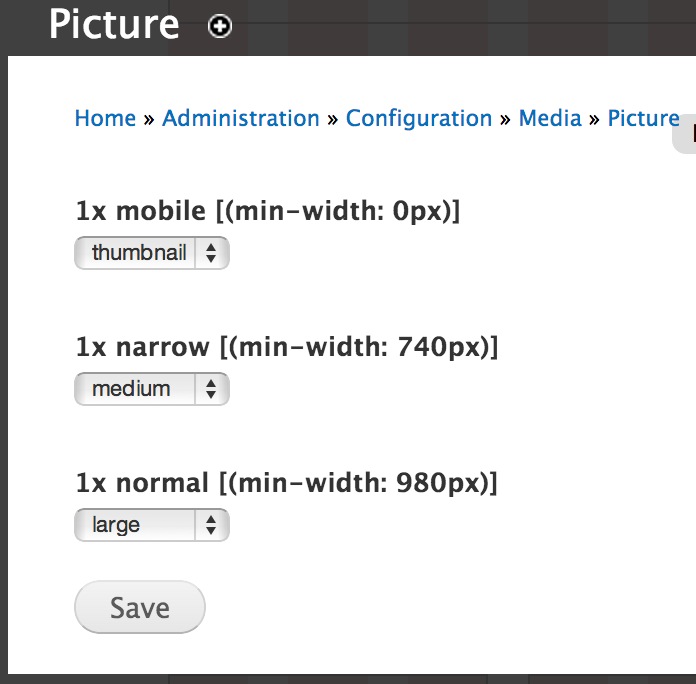 Picture
Home » Administration » Configuration » Media » Picture
1x mobile [(min-width: 0px)]
thumbnail
1x narrow [(min-width: 740px)]
medium
1x normal [(min-width: 980px)]
large
Save